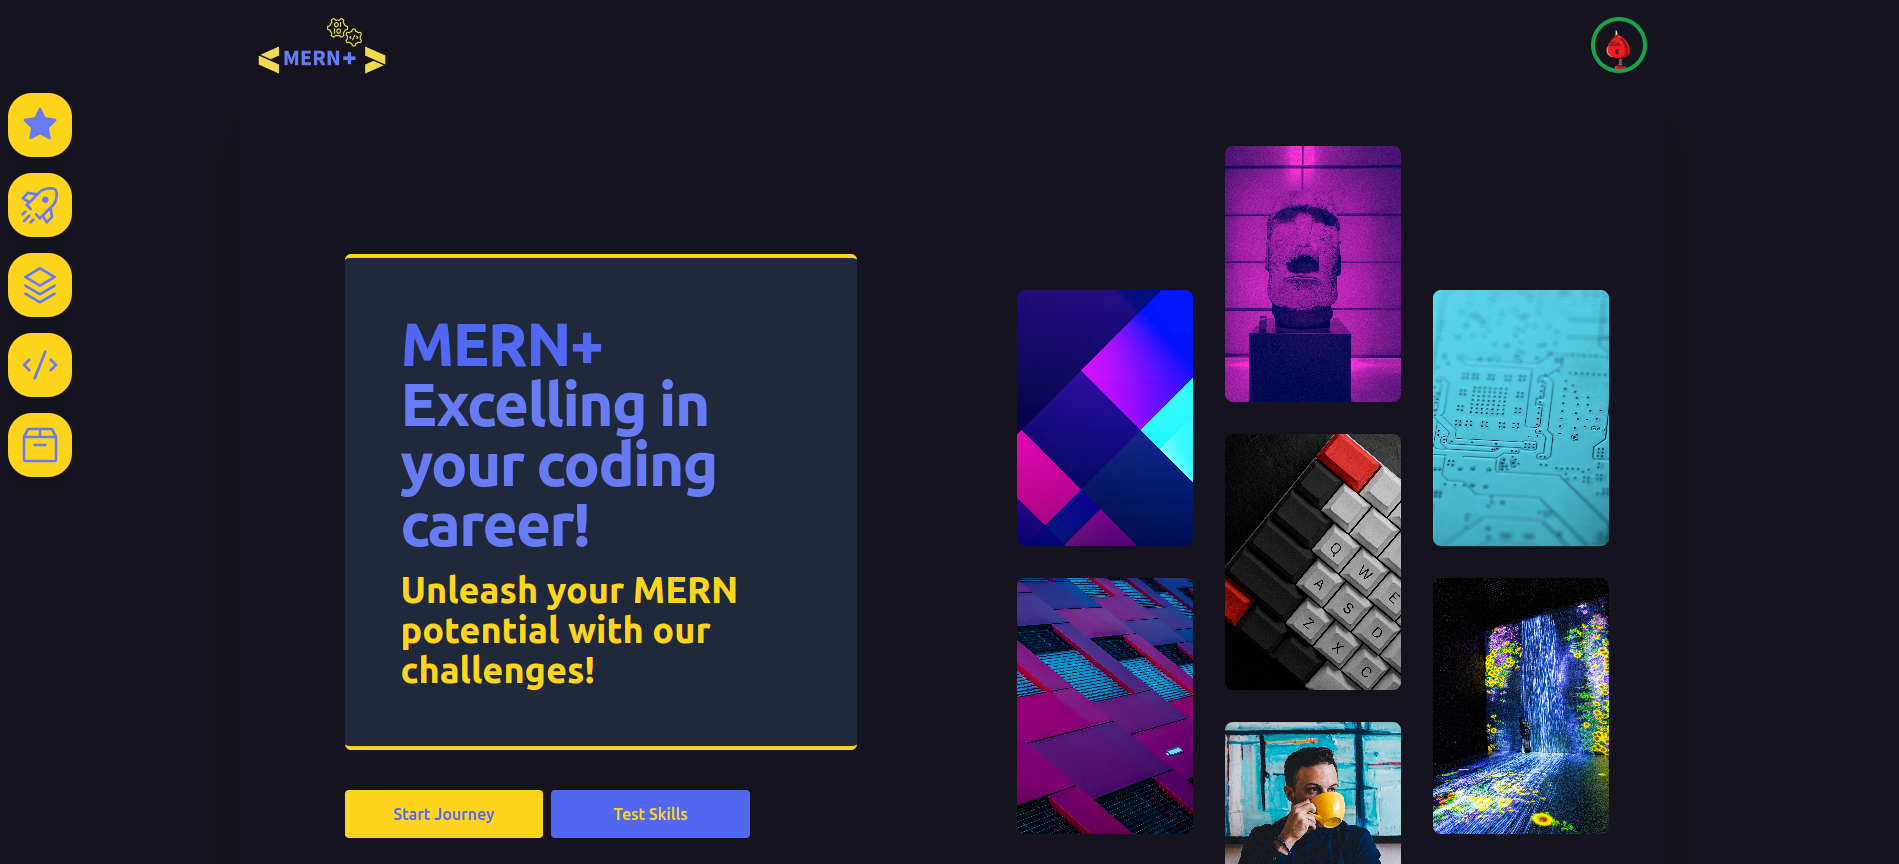 MERN+
MERN+
Excelling in
your coding
career!
Unleash your MERN
potential with our
challenges!
Start Journey
Test Skills
Q
W
E
A
S
D
Z
X
C